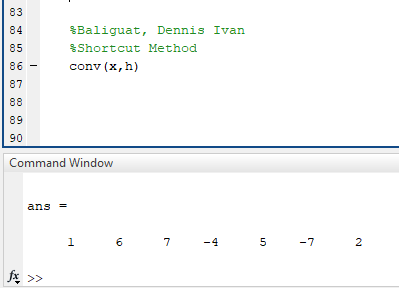 83
84 %Baliguat, Dennis Ivan
85 %Shortcut Method
86 – conv(x,h)
87
88
89
90
Command Window
ans =
1 6 7 -4 5 -7 2
fx >>